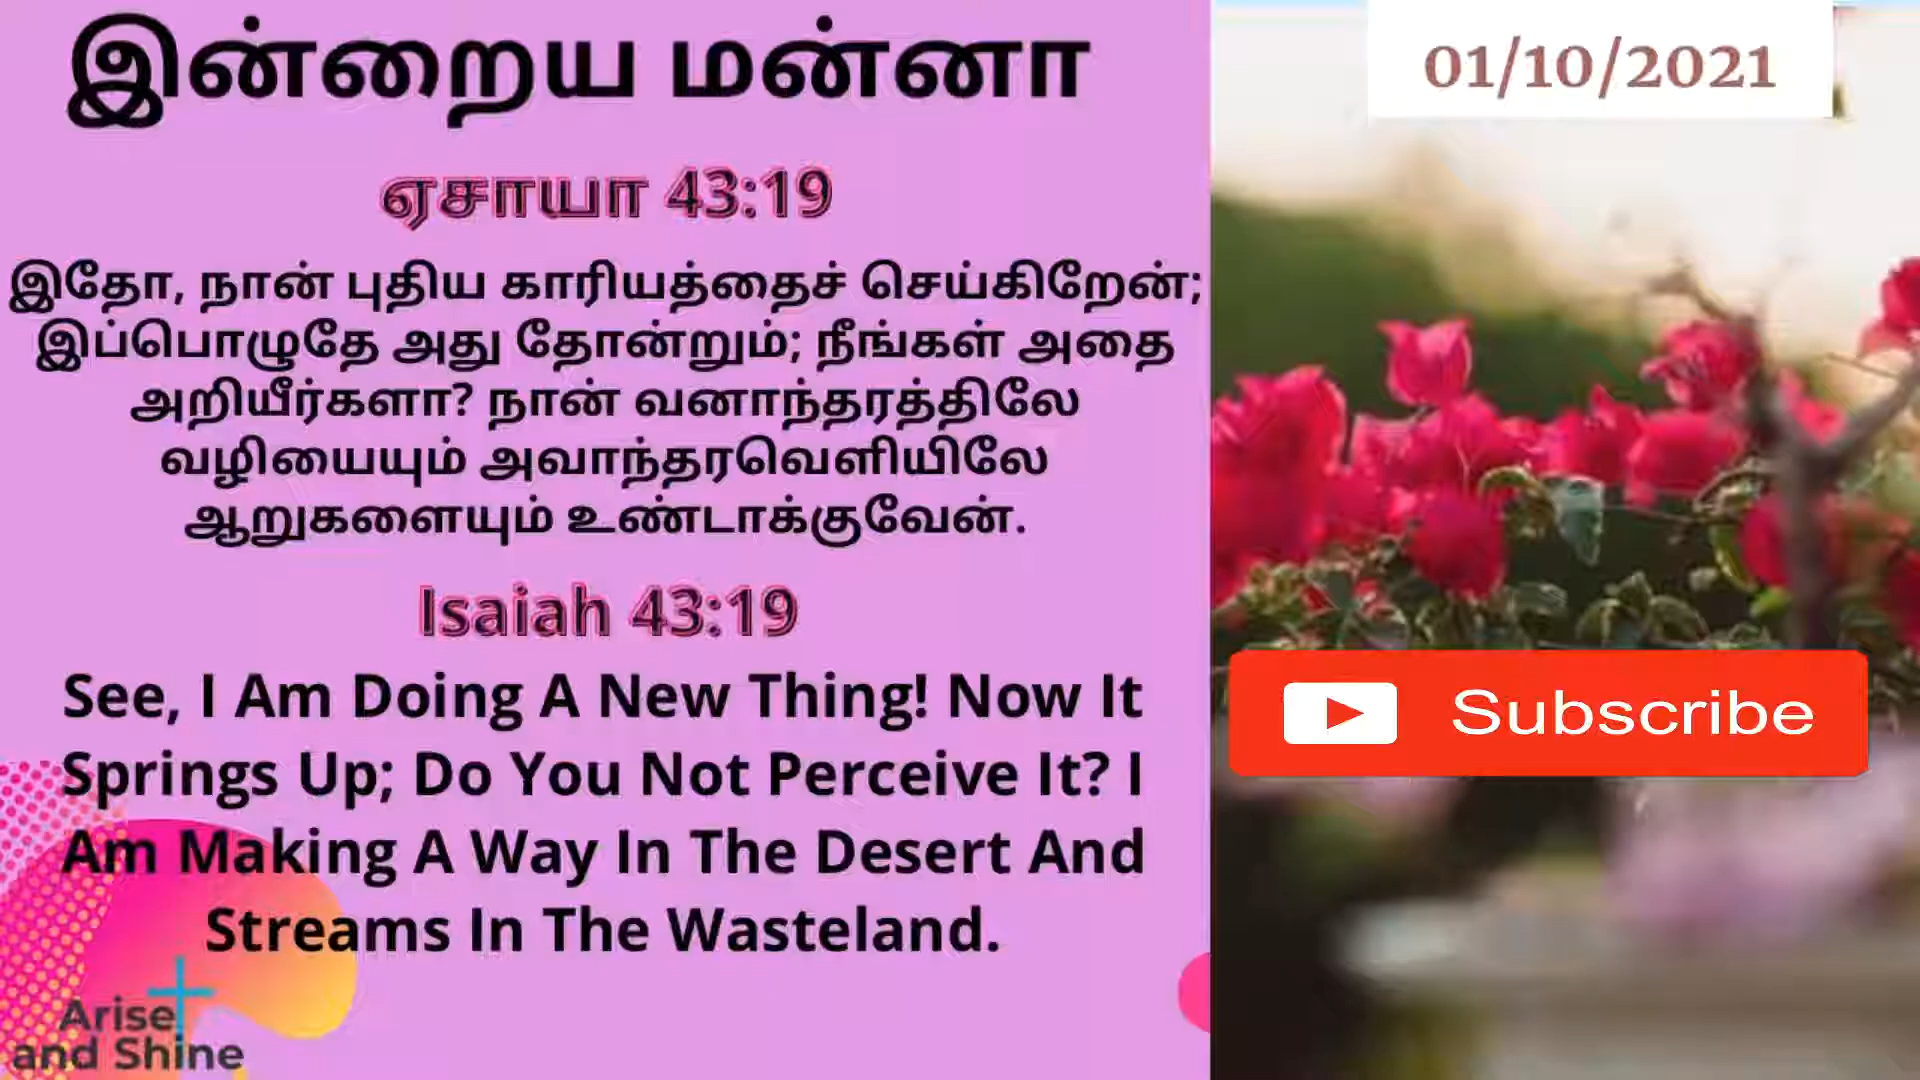 இன்றைய மன்னா
01/10/2021
ஏசாயா 43:19
இதோ, நான் புதிய காரியத்தைச் செய்கிறேன்;
இப்பொழுதே அது தோன்றும்; நீங்கள் அதை
அறியீர்களா? நான் வனாந்தரத்திலே
வழியையும் அவாந்தரவெளியிலே
ஆறுகளையும் உண்டாக்குவேன்.
Isaiah 43:19
See, I Am Doing A New Thing! Now It
Springs Up; Do You Not Perceive It? I
Am Making A Way In The Desert And
Streams In The Wasteland.
Subscribe
Arise
and Shine